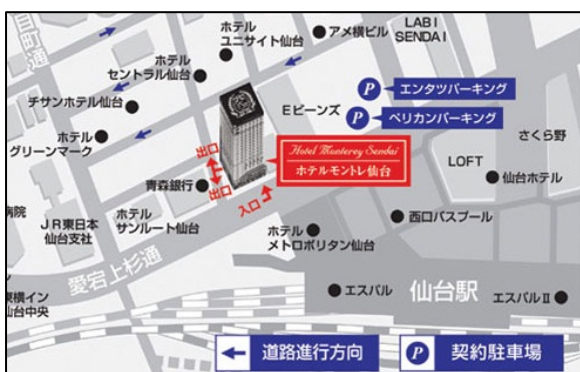 目町通
ホテル
ユニサイト仙台
アメ横ビル
LABI
SENDAI
ホテル
セントラル仙台
チサンホテル仙台
Eビーンズ
P エンタツパーキング
P ペリカンパーキング
さくら野
ホテル
グリーンマーク
出口
出口
Hotel Monterey Sendai
ホテルモントレ仙台
LOFT
仙台ホテル
青森銀行
入口
病院
JR東日本
仙台支社
ホテル
サンルート仙台
ホテル
メトロポリタン仙台
西口バスプール
愛宕上杉通
東横イン
仙台中央
エスパル
仙台駅
エスパルⅡ
道路進行方向
P 契約駐車場